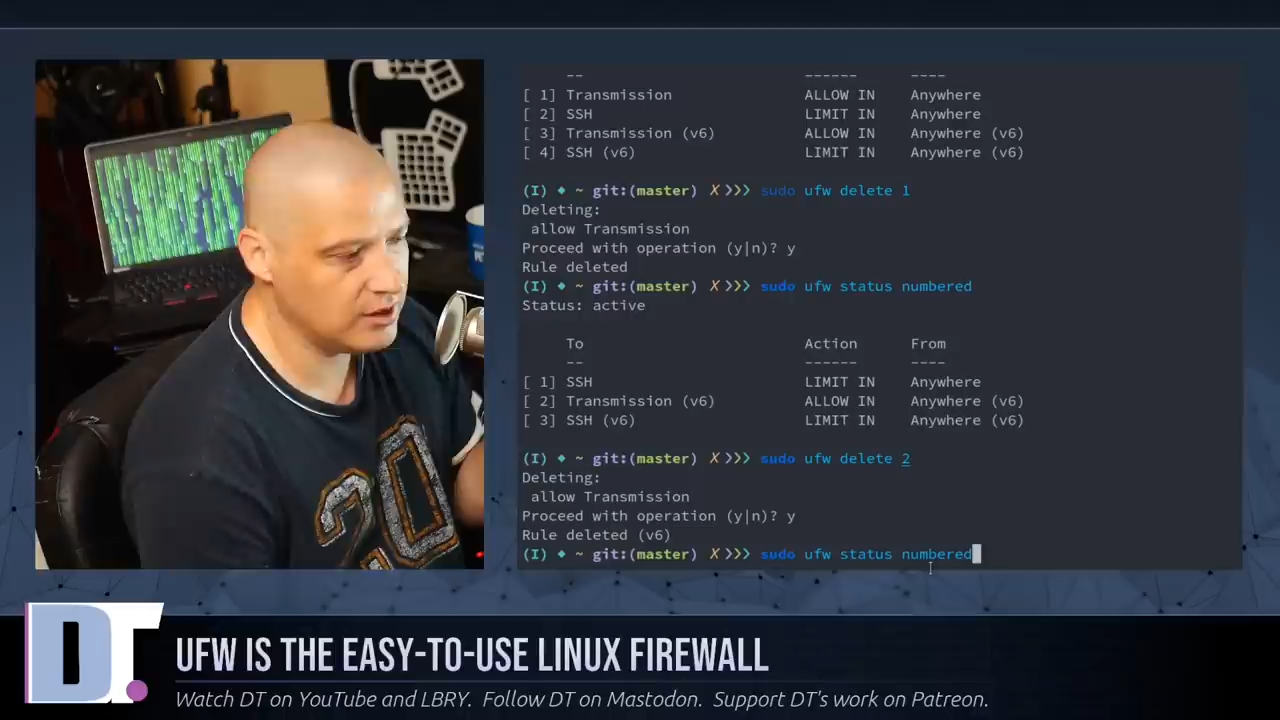 -- ------ ----
[ 1] Transmission ALLOW IN Anywhere
[ 2] SSH LIMIT IN Anywhere
[ 3] Transmission (v6) ALLOW IN Anywhere (v6)
[ 4] SSH (v6) LIMIT IN Anywhere (v6)
(I) ◆ ~ git:(master) ✗ >>> sudo ufw delete 1
Deleting:
allow Transmission
Proceed with operation (y|n)? y
Rule deleted
(I) ◆ ~ git:(master) ✗ >>> sudo ufw status numbered
Status: active
To Action From
-- ------ ----
[ 1] SSH LIMIT IN Anywhere
[ 2] Transmission (v6) ALLOW IN Anywhere (v6)
[ 3] SSH (v6) LIMIT IN Anywhere (v6)
(I) ◆ ~ git:(master) ✗ >>> sudo ufw delete 2
Deleting:
allow Transmission
Proceed with operation (y|n)? y
Rule deleted (v6)
(I) ◆ ~ git:(master) ✗ >>> sudo ufw status numbered
DT.
UFW IS THE EASY-TO-USE LINUX FIREWALL
Watch DT on YouTube and LBRY. Follow DT on Mastodon. Support DT's work on Patreon.